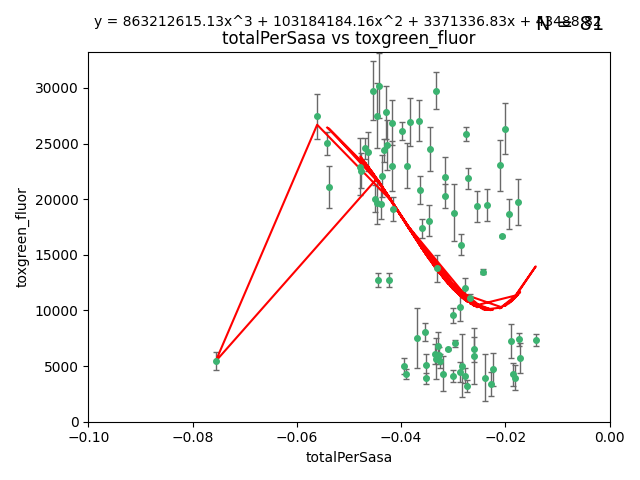 y = 863212615.13x^3 + 103184184.16x^2 + 3371336.83x +
N = 81
totalPerSasa vs toxgreen_fluor
30000
25000
20000
15000
10000
5000
0
toxgreen_fluor
−0.10 −0.08 −0.06 −0.04 −0.02 0.00
totalPerSasa